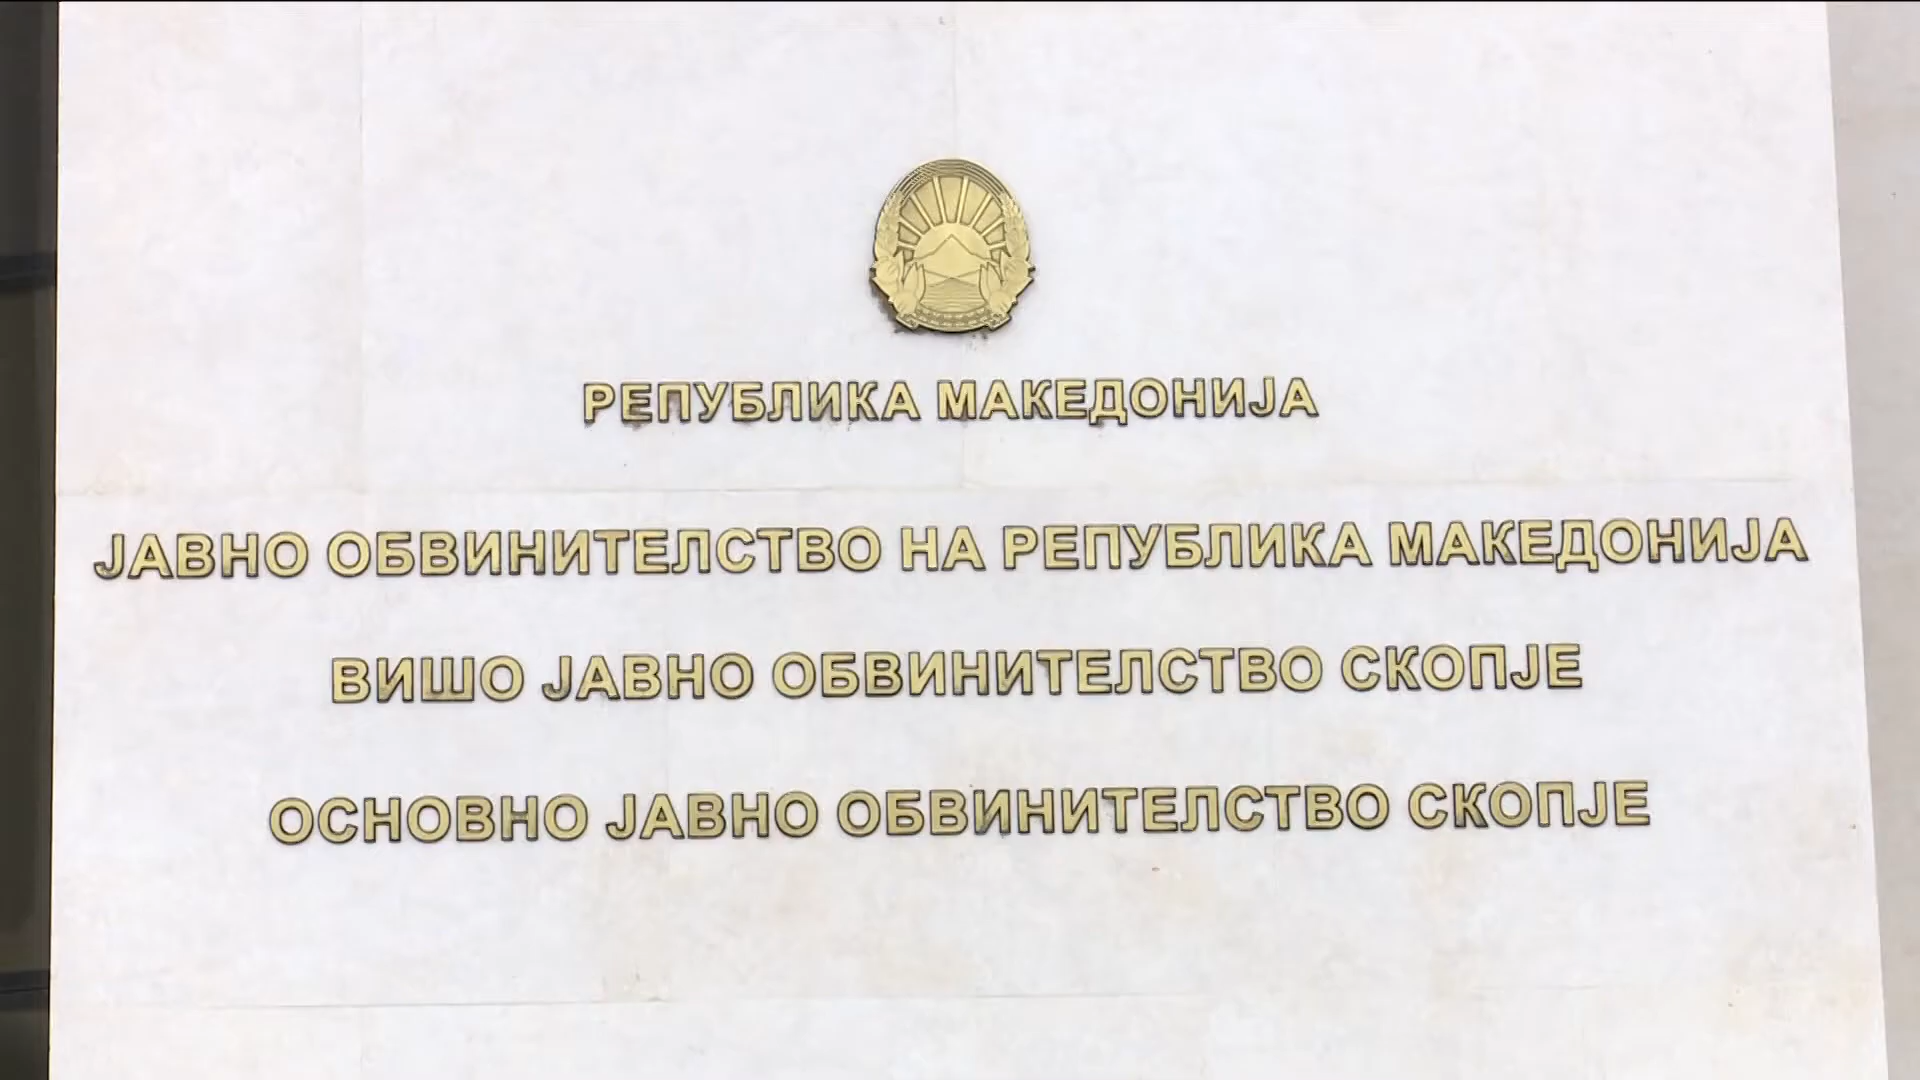 РЕПУБЛИКА МАКЕДОНИЈА
ЈАВНО ОБВИНИТЕЛСТВО НА РЕПУБЛИКА МАКЕДОНИЈА
ВИШО ЈАВНО ОБВИНИТЕЛСТВО СКОПЈЕ
ОСНОВНО ЈАВНО ОБВИНИТЕЛСТВО СКОПЈЕ